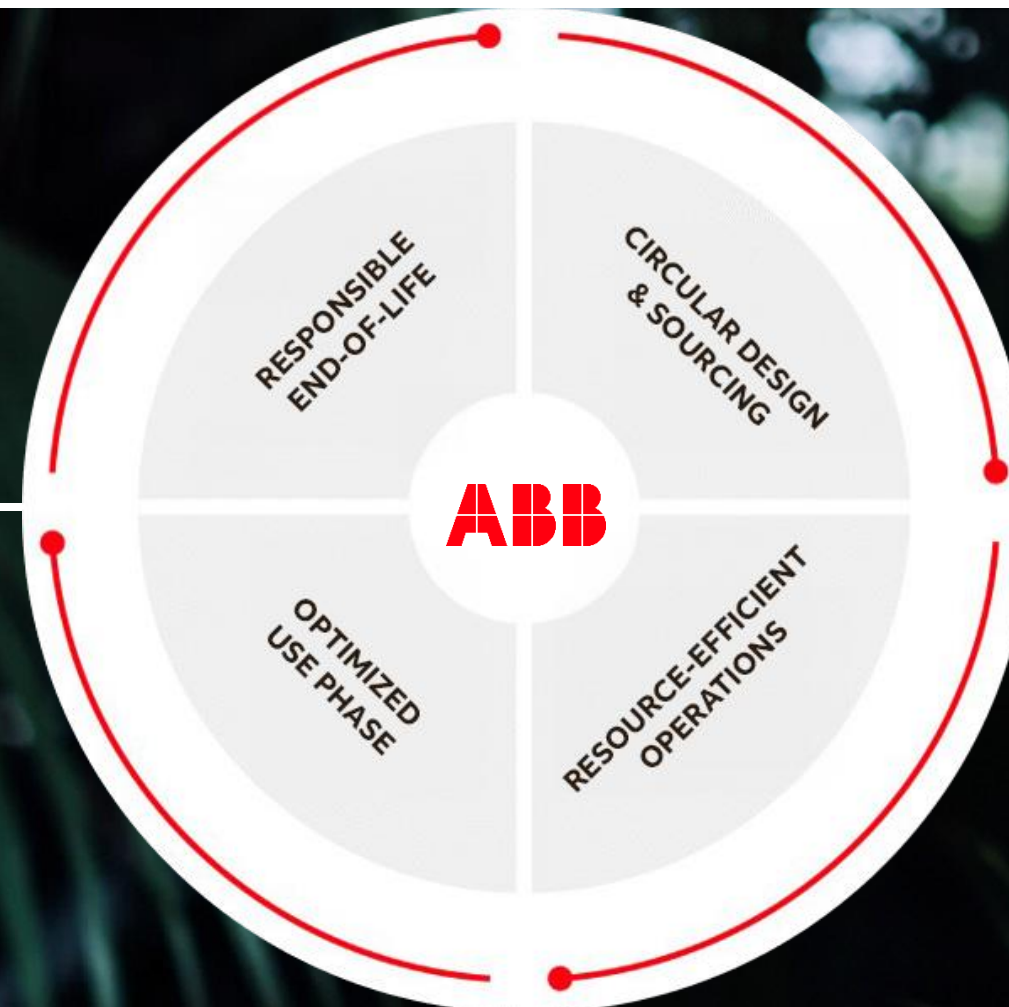 RESPONSIBLE
END-OF-LIFE
CIRCULAR DESIGN
& SOURCING
ABB
OPTIMIZED
USE PHASE
RESOURCE-EFFICIENT
OPERATIONS